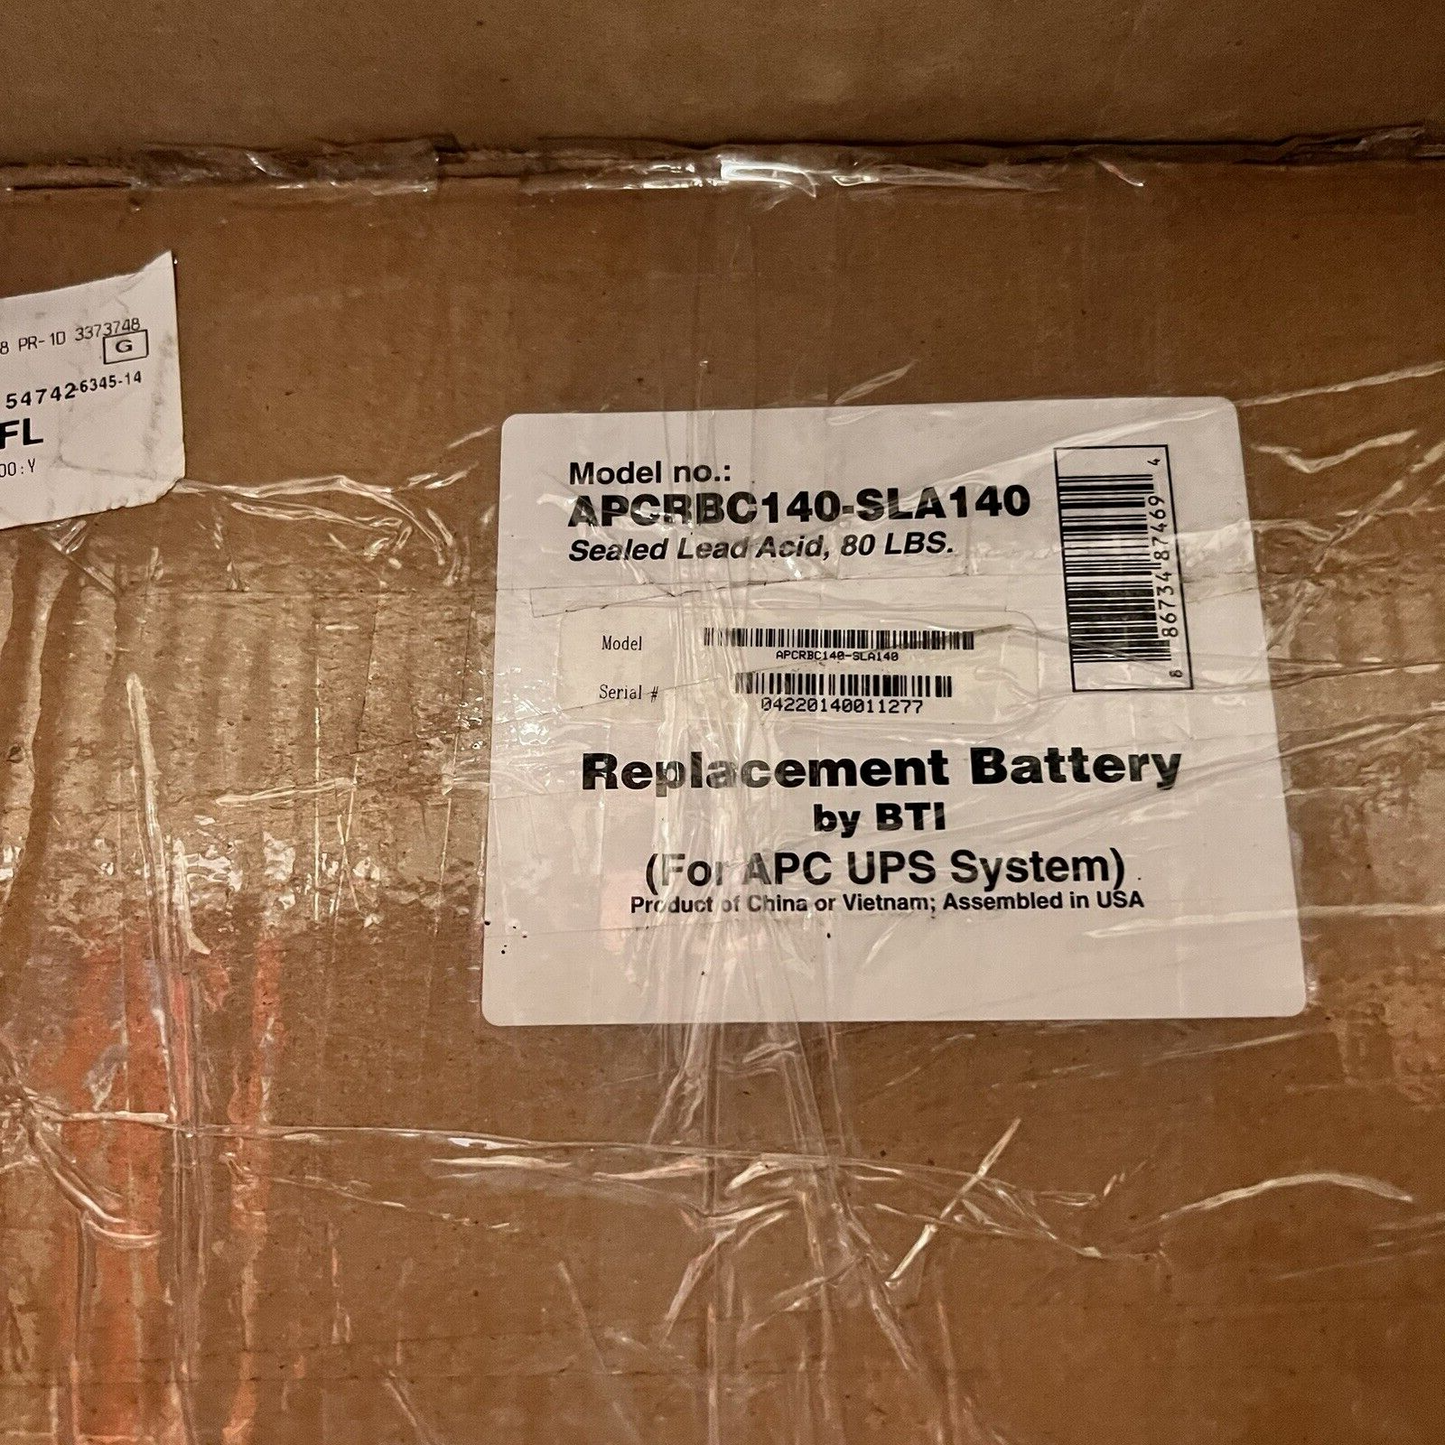 8 PR-1D 3373748
G
54742-6345-14
FL
00:Y
Model no.:
APCRBC140-SLA140
Sealed Lead Acid, 80 LBS.
Model
APCRBC140-SLA140
Serial #
04220140011277
8 86734 87469 4
Replacement Battery
by BTI
(For APC UPS System)
Product of China or Vietnam; Assembled in USA